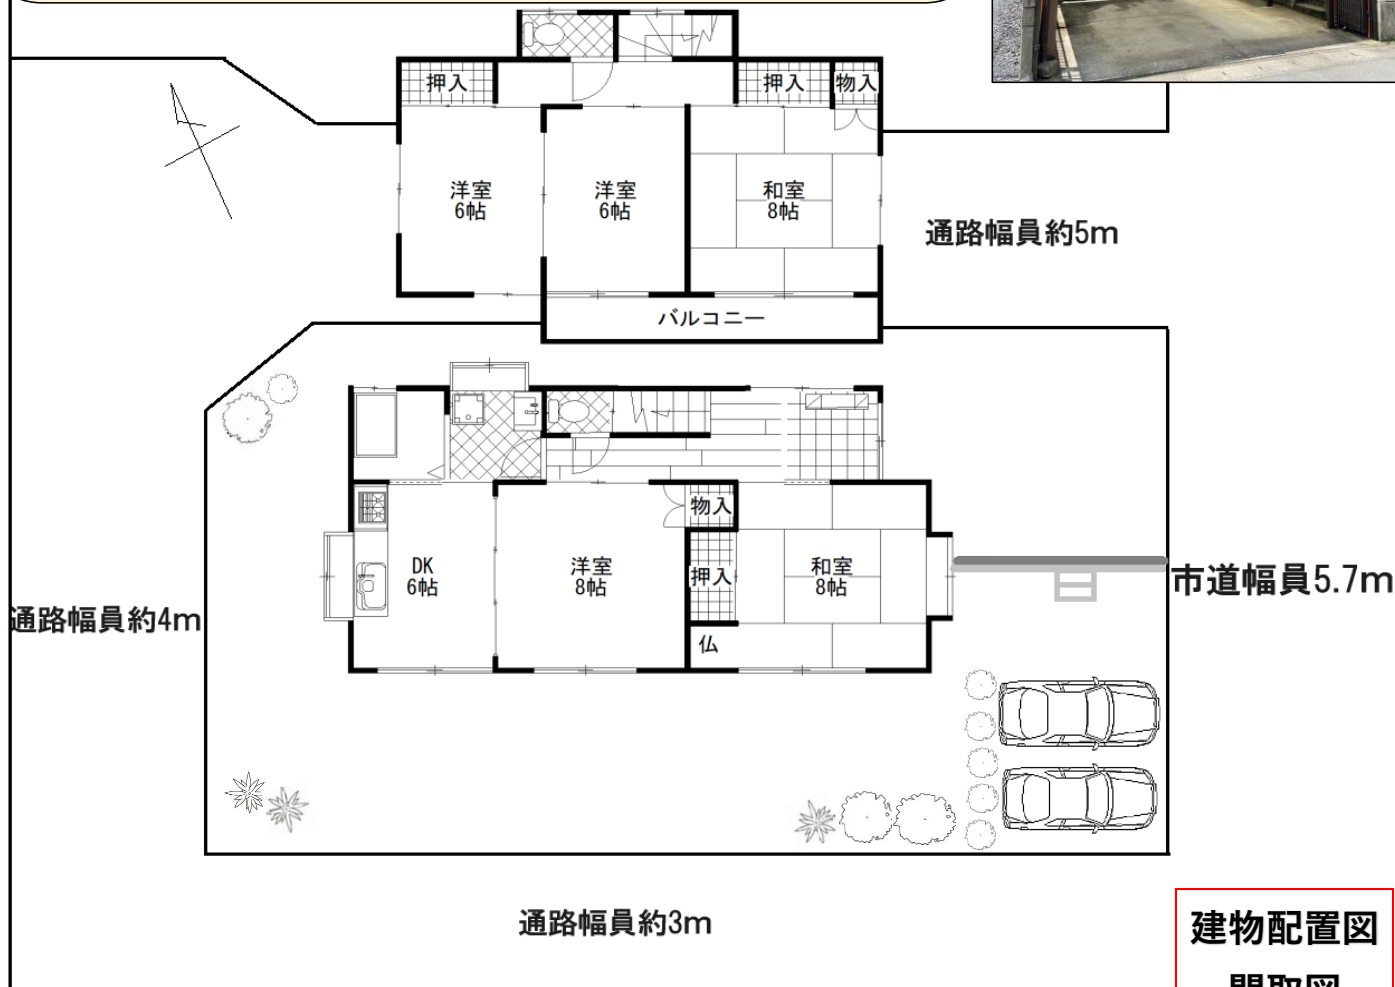 押入
押入
物入
洋室
6帖
洋室
6帖
和室
8帖
通路幅員約5m
バルコニー
物入
DK
6帖
洋室
8帖
押入
和室
8帖
市道幅員5.7m
通路幅員約4m
仏
通路幅員約3m
建物配置図
間取図